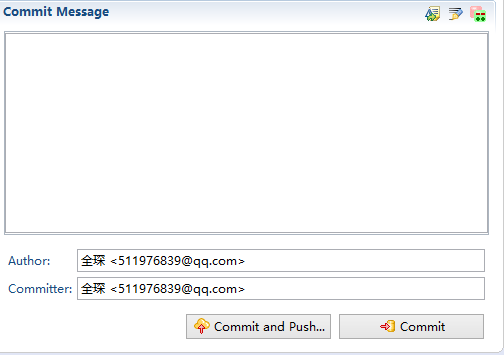 Commit Message
Author: 全琛 <511976839@qq.com>
Committer: 全琛 <511976839@qq.com>
Commit and Push... Commit